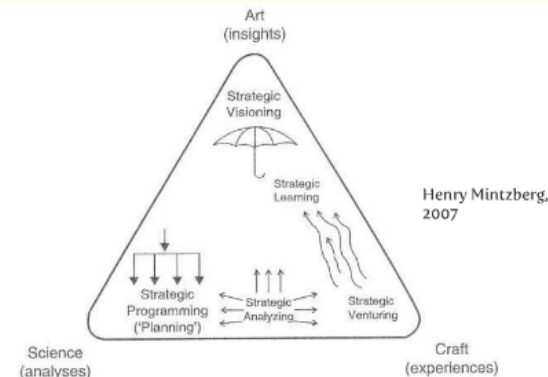 Art
(insights)
Strategic
Visioning
Strategic
Learning
Henry Mintzberg,
2007
Strategic
Programming
('Planning')
Strategic
Analyzing
Strategic
Venturing
Science
(analyses)
Craft
(experiences)